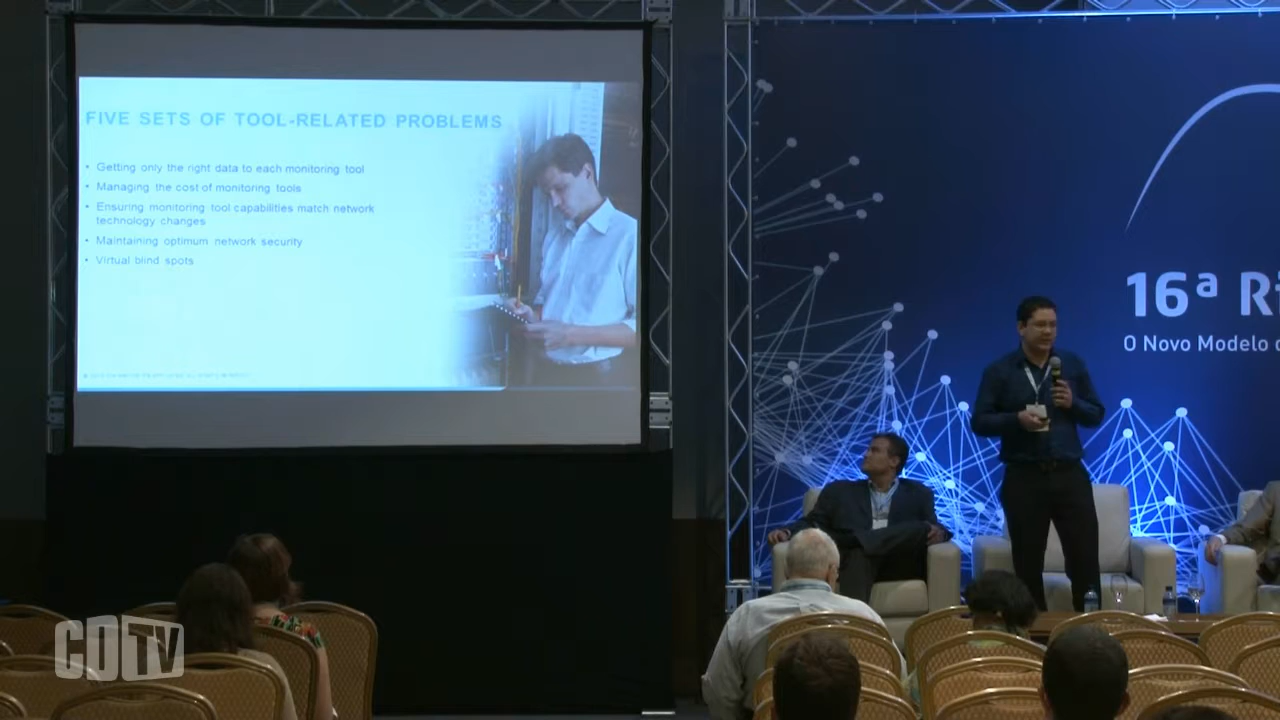 FIVE SETS OF TOOL-RELATED PROBLEMS
• Getting only the right data to each monitoring tool
• Managing the cost of monitoring tools
• Ensuring monitoring tool capabilities match network
technology changes
• Maintaining optimum network security
• Virtual blind spots
16ª
O Novo Modelo
CDTV